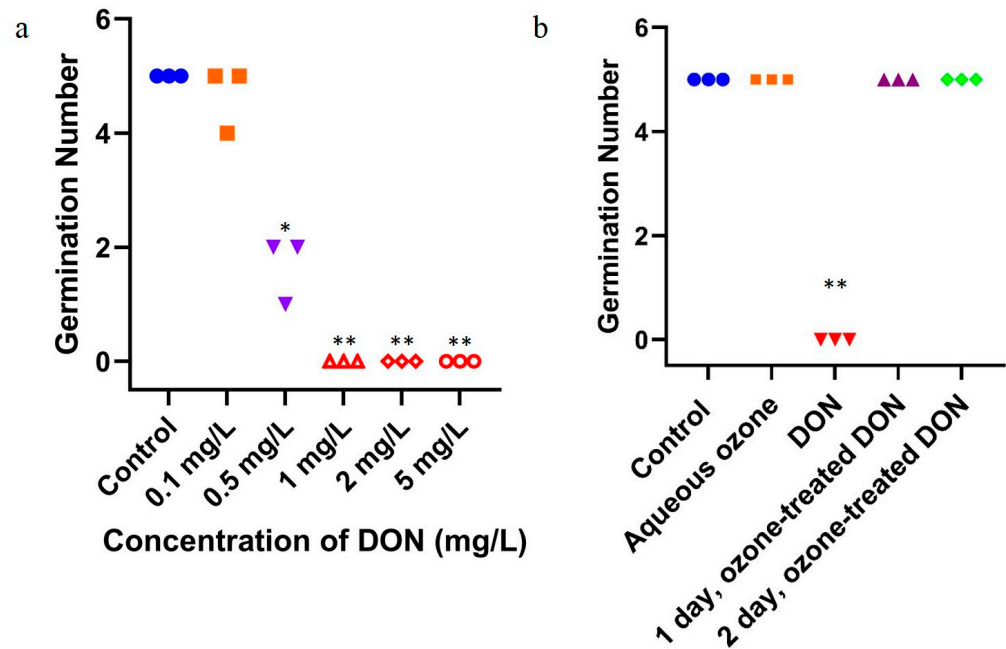 a
6
4
2
0
Germination Number
*
**
**
**
Control
0.1 mg/L
0.5 mg/L
1 mg/L
2 mg/L
5 mg/L
Concentration of DON (mg/L)
b
6
4
2
0
Germination Number
**
Control
Aqueous ozone
DON
1 day, ozone-treated DON
2 day, ozone-treated DON